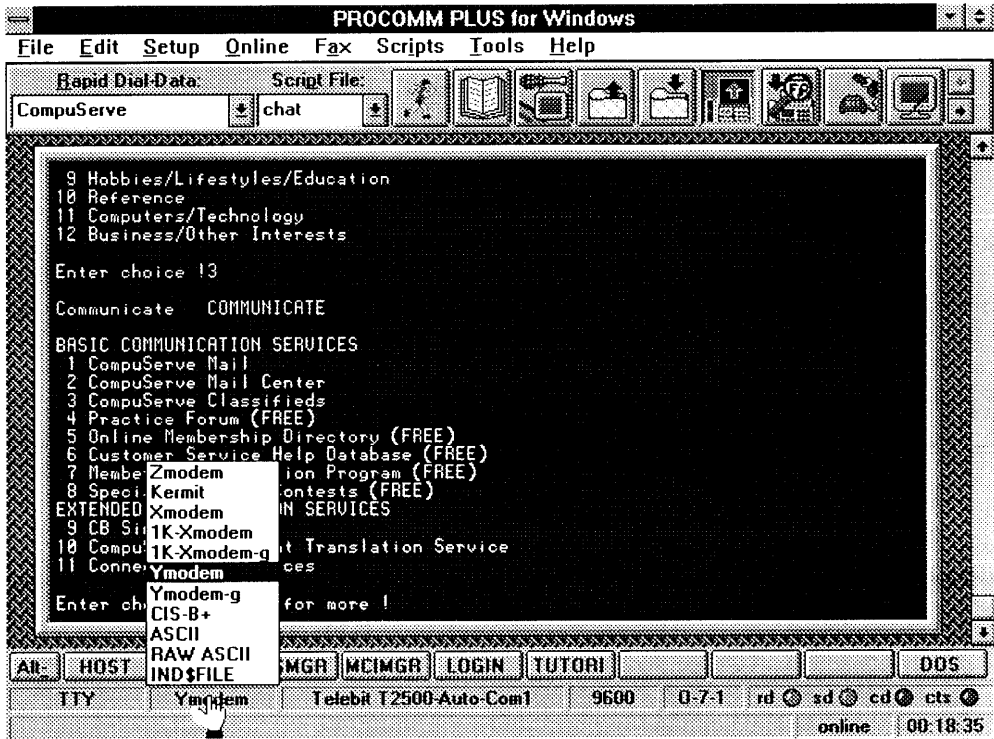 PROCOMM PLUS for Windows
File Edit Setup Online Fax Scripts Tools Help
Rapid Dial-Data: Script File:
CompuServe chat
9 Hobbies/Lifestyles/Education
10 Reference
11 Computers/Technology
12 Business/Other Interests
Enter choice !3
Communicate COMMUNICATE
BASIC COMMUNICATION SERVICES
1 CompuServe Mail
2 CompuServe Mail Center
3 CompuServe Classifieds
4 Practice Forum (FREE)
5 Online Membership Directory (FREE)
6 Customer Service Help Database (FREE)
7 Membe ion Program (FREE)
8 Speci ontests (FREE)
EXTENDED N SERVICES
9 CB Si
10 Compu t Translation Service
11 Conne ces
Enter ch for more !
Zmodem
Kermit
Xmodem
1K-Xmodem
1K-Xmodem-g
Ymodem
Ymodem-g
CIS-B+
ASCII
RAW ASCII
IND$FILE
Alt- HOST SMGR MCIMGR LOGIN TUTORI DOS
TTY Ymodem Telebit T2500-Auto-Com1 9600 O-7-1 rd sd cd cts
online 00:18:35